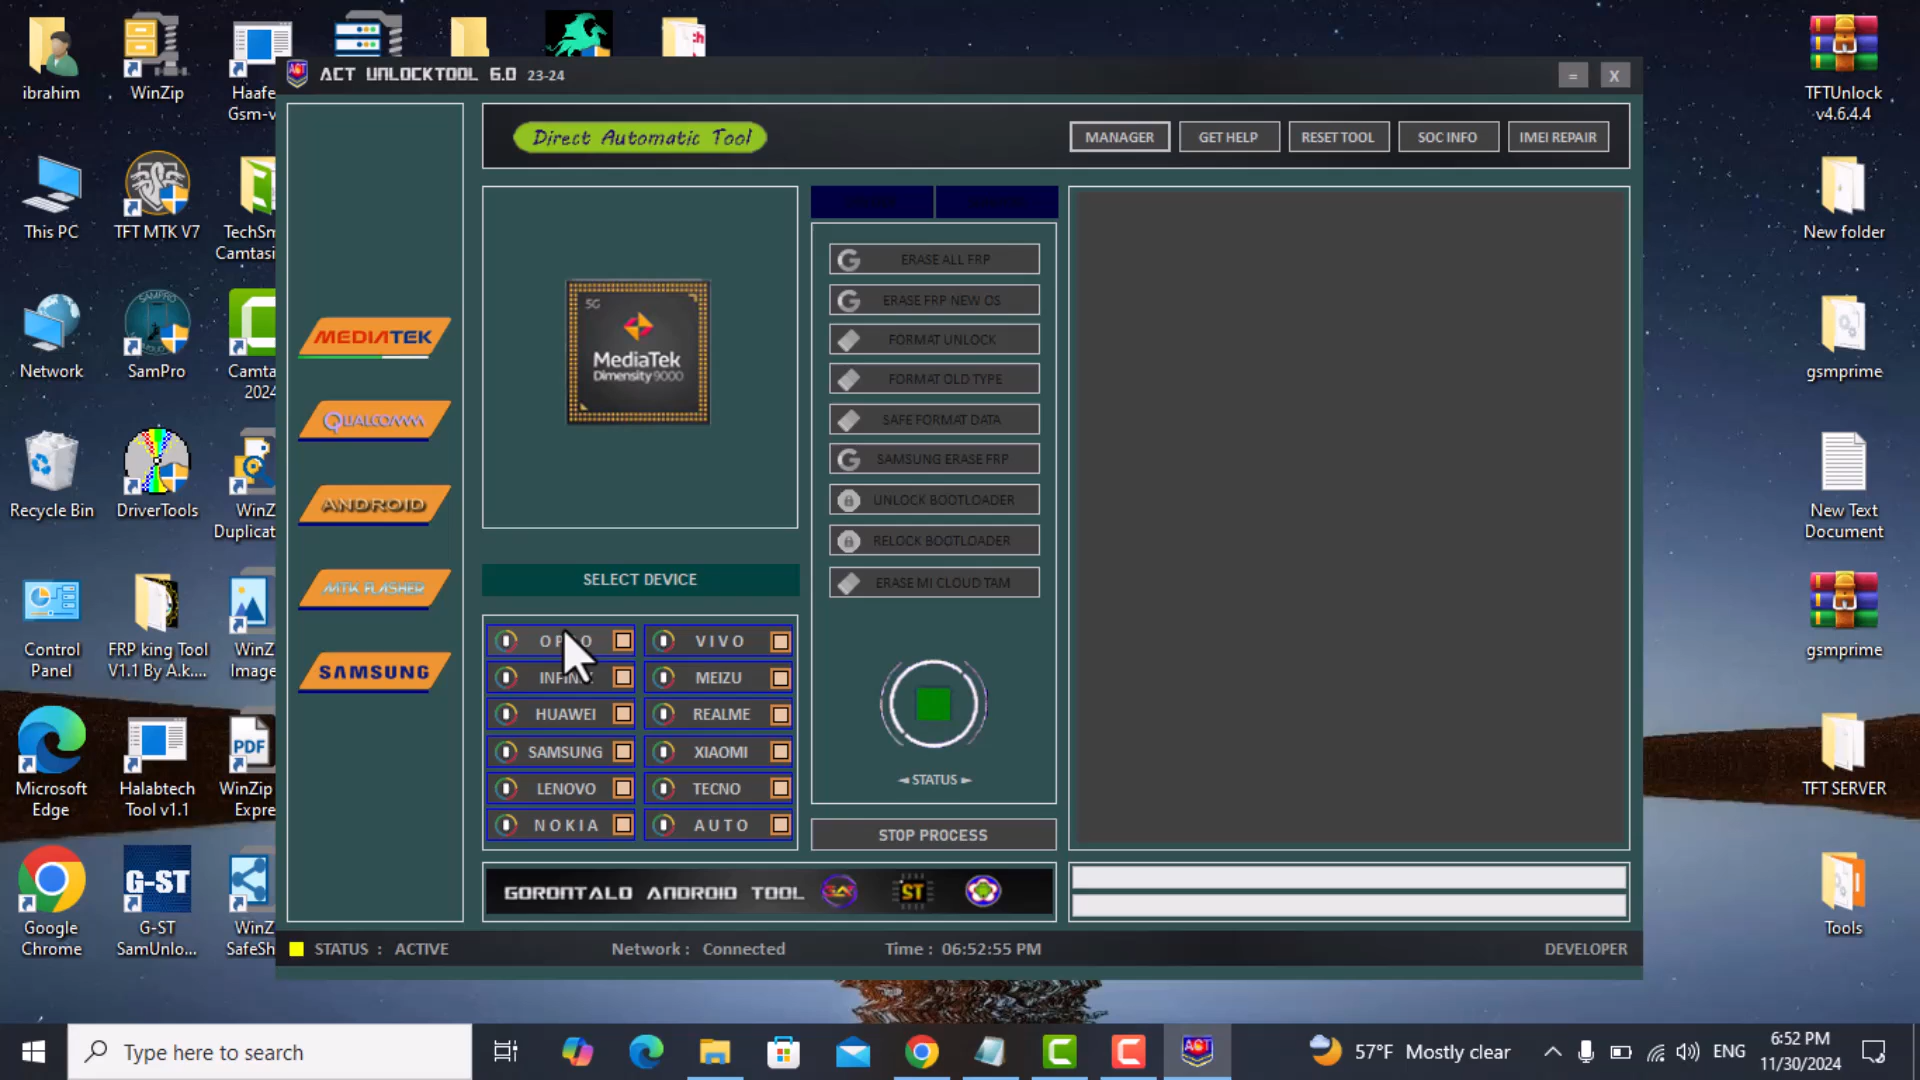 ACT UNLOCKTOOL 6.0 23-24
= X
Direct Automatic Tool
MANAGER
GET HELP
RESET TOOL
SOC INFO
IMEI REPAIR
MEDIATEK
QUALCOMM
ANDROID
MTK FLASHER
SAMSUNG
5G
MediaTek
Dimensity 9000
SELECT DEVICE
VIVO
MEIZU
HUAWEI
REALME
SAMSUNG
XIAOMI
LENOVO
TECNO
NOKIA
AUTO
ERASE ALL FRP
ERASE FRP NEW OS
FORMAT UNLOCK
FORMAT OLD TYPE
SAFE FORMAT DATA
SAMSUNG ERASE FRP
UNLOCK BOOTLOADER
RELOCK BOOTLOADER
ERASE MI CLOUD TAM
◄ STATUS ►
STOP PROCESS
GORONTALO ANDROID TOOL
ST
STATUS : ACTIVE
Network : Connected
Time : 06:52:55 PM
DEVELOPER
ibrahim
WinZip
Haafe
Gsm-v
This PC
TFT MTK V7
TechSm
Camtasi
Network
SamPro
Camta
2024
Recycle Bin
DriverTools
WinZ
Duplicat
Control
Panel
FRP king Tool
V1.1 By A.k....
WinZ
Image
Microsoft
Edge
Halabtech
Tool v1.1
PDF
WinZip
Expre
Google
Chrome
G-ST
G-ST
SamUnlo...
WinZ
SafeSh
TFTUnlock
v4.6.4.4
New folder
gsmprime
New Text
Document
gsmprime
TFT SERVER
Tools
Type here to search
ACT
57°F Mostly clear
ENG
6:52 PM
11/30/2024